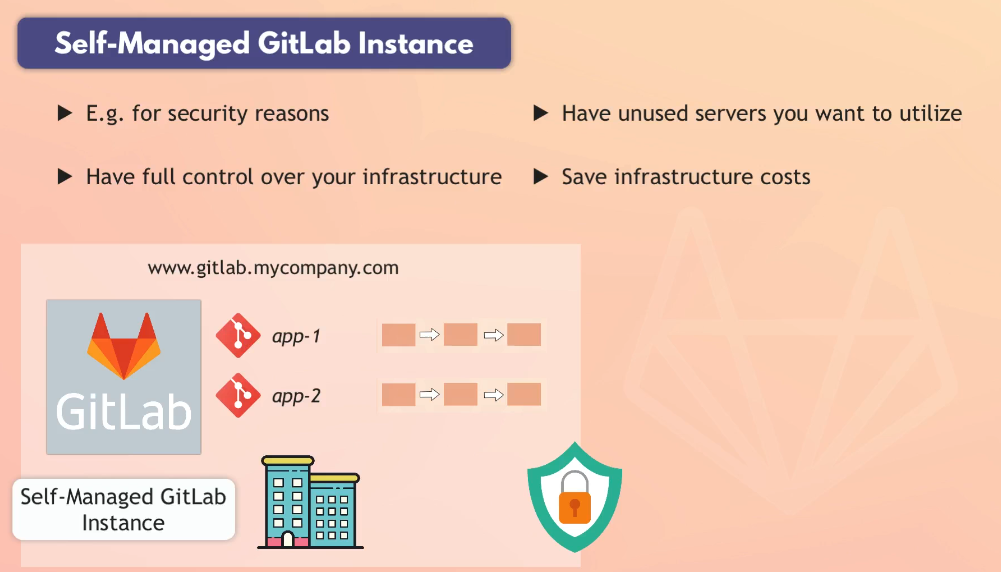 Self-Managed GitLab Instance
▶ E.g. for security reasons
▶ Have full control over your infrastructure
▶ Have unused servers you want to utilize
▶ Save infrastructure costs
www.gitlab.mycompany.com
GitLab
app-1
app-2
Self-Managed GitLab
Instance